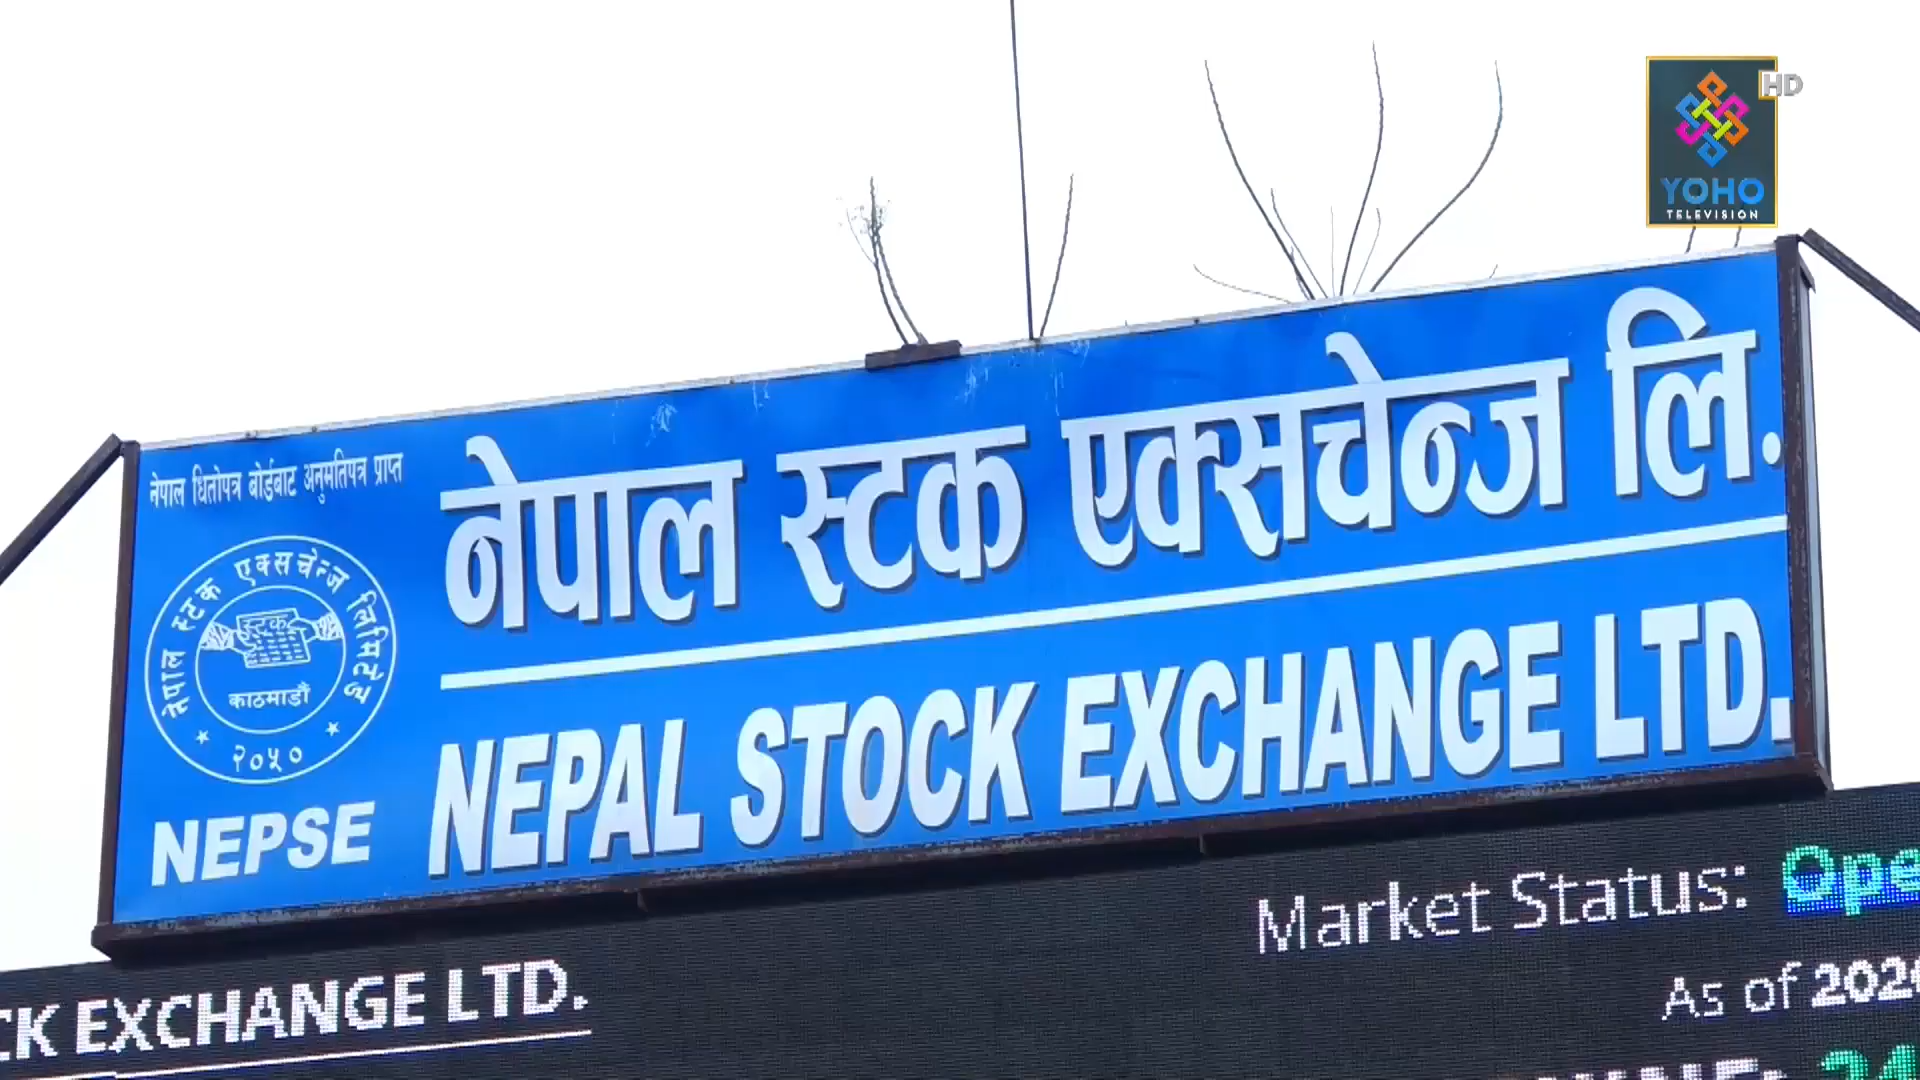 HD
YOHO
TELEVISION
नेपाल धितोपत्र बोर्डबाट अनुमतिपत्र प्राप्त
नेपाल स्टक एक्सचेन्ज लि.
नेपाल स्टक एक्सचेन्ज लिमिटेड
स्टक
काठमाडौं
२०५०
NEPSE
NEPAL STOCK EXCHANGE LTD.
Market Status:
EXCHANGE LTD.
As of